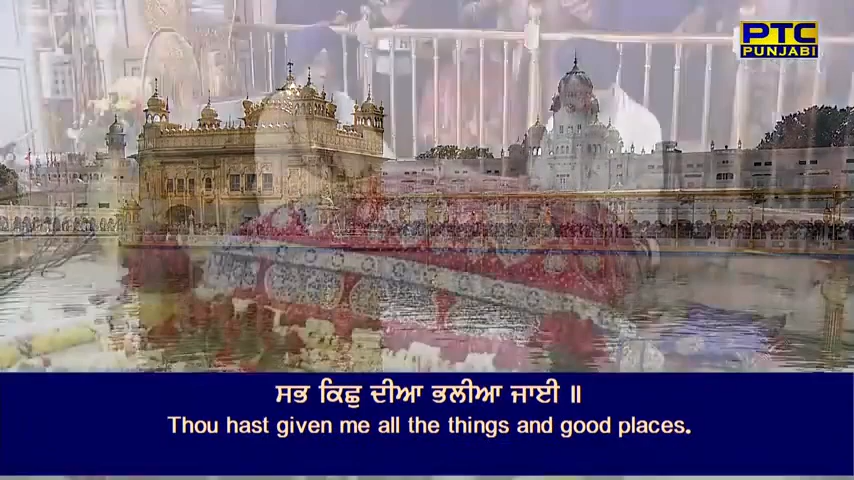 PTC
PUNJABI
ਸਭ ਕਿਛੁ ਦੀਆ ਭਲੀਆ ਜਾਈ ॥
Thou hast given me all the things and good places.